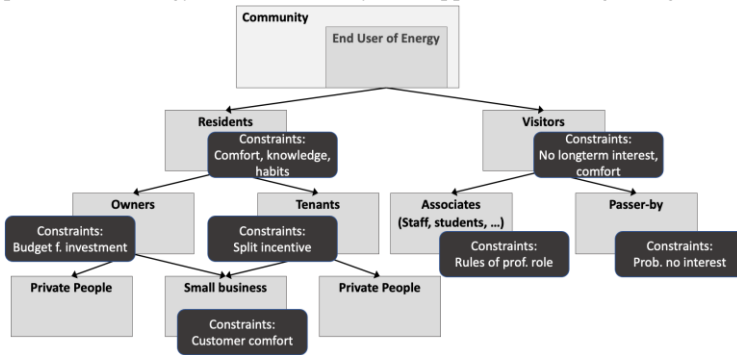 Community
End User of Energy
Residents
Constraints:
Comfort, knowledge,
habits
Visitors
Constraints:
No longterm interest,
comfort
Owners
Constraints:
Budget f. investment
Tenants
Constraints:
Split incentive
Associates
(Staff, students, ...)
Constraints:
Rules of prof. role
Passer-by
Constraints:
Prob. no interest
Private People
Small business
Constraints:
Customer comfort
Private People